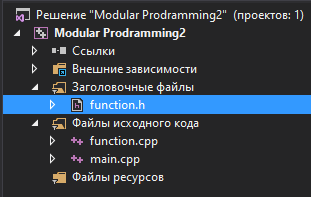 Решение "Modular Prodramming2" (проектов: 1)
Modular Prodramming2
Ссылки
Внешние зависимости
Заголовочные файлы
function.h
Файлы исходного кода
function.cpp
main.cpp
Файлы ресурсов